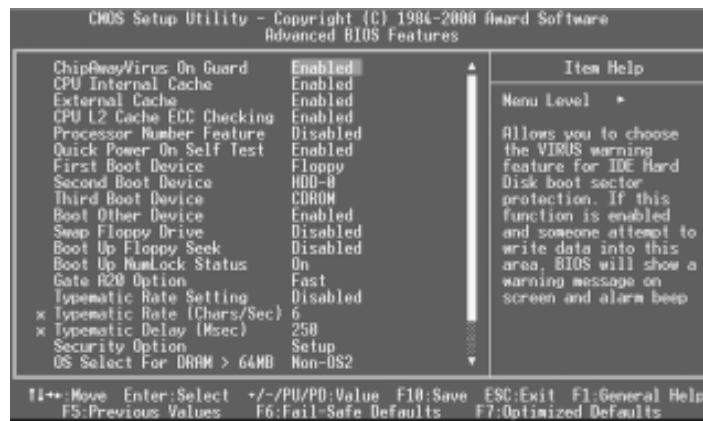 CMOS Setup Utility - Copyright (C) 1984-2000 Award Software
Advanced BIOS Features
ChipAwayVirus On Guard Enabled
CPU Internal Cache Enabled
External Cache Enabled
CPU L2 Cache ECC Checking Enabled
Processor Number Feature Disabled
Quick Power On Self Test Enabled
First Boot Device Floppy
Second Boot Device HDD-0
Third Boot Device CDROM
Boot Other Device Enabled
Swap Floppy Drive Disabled
Boot Up Floppy Seek Disabled
Boot Up NumLock Status On
Gate A20 Option Fast
Typematic Rate Setting Disabled
x Typematic Rate (Chars/Sec) 6
x Typematic Delay (Msec) 250
Security Option Setup
OS Select For DRAM > 64MB Non-OS2
Item Help
Menu Level ►
Allows you to choose
the VIRUS warning
feature for IDE Hard
Disk boot sector
protection. If this
function is enabled
and someone attempt to
write data into this
area, BIOS will show a
warning message on
screen and alarm beep
↑↓→←:Move Enter:Select +/-/PU/PD:Value F10:Save ESC:Exit F1:General Help
F5:Previous Values F6:Fail-Safe Defaults F7:Optimized Defaults